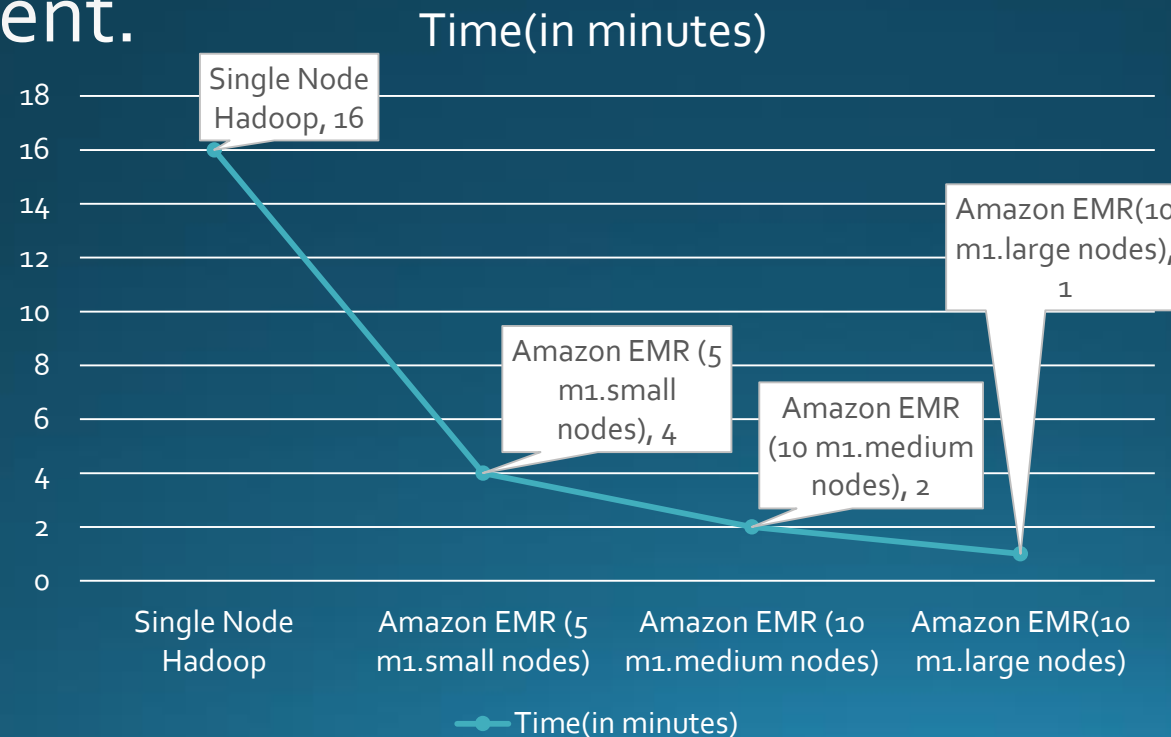 ent.
Time(in minutes)
Single Node
Hadoop, 16
Amazon EMR(10
m1.large nodes),
1
Amazon EMR (5
m1.small
nodes), 4
Amazon EMR
(10 m1.medium
nodes), 2
18
16
14
12
10
8
6
4
2
0
Single Node
Hadoop
Amazon EMR (5
m1.small nodes)
Amazon EMR (10
m1.medium nodes)
Amazon EMR(10
m1.large nodes)
Time(in minutes)